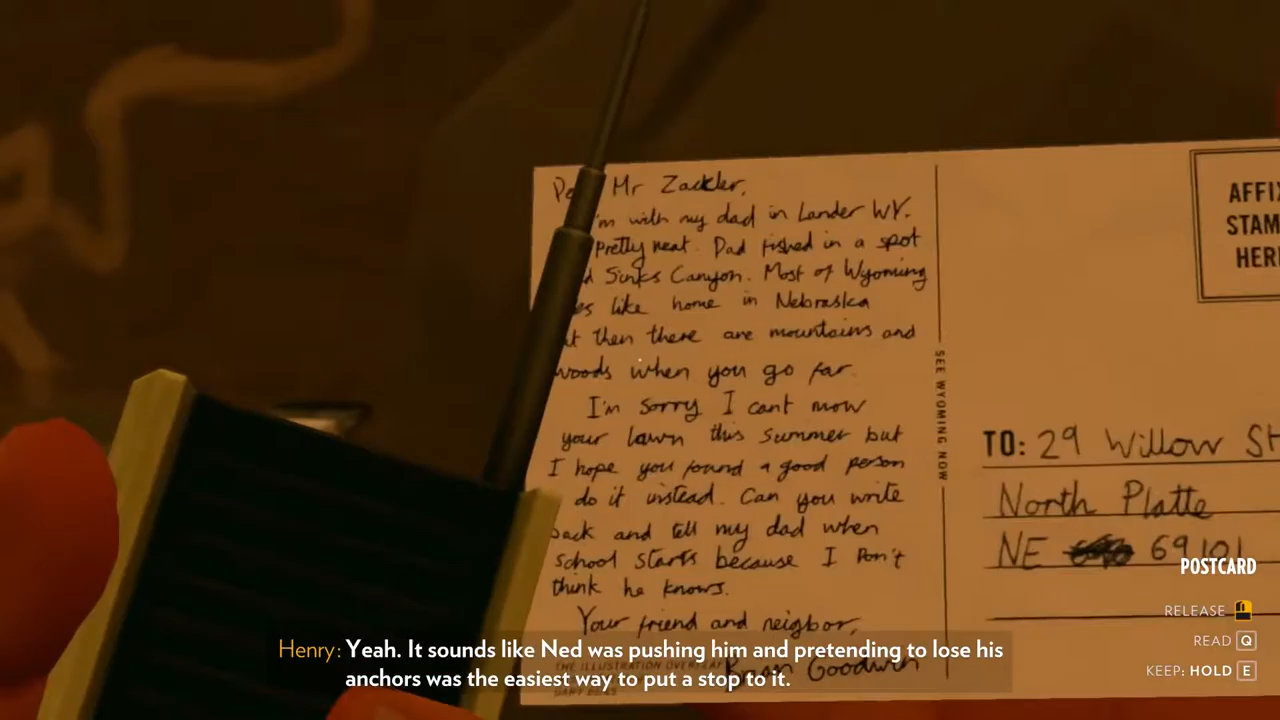 Mr Zackler,
I'm with my dad in Lander WY.
Pretty neat. Dad fished in a spot
Sinks Canyon. Most of Wyoming
like home in Nebraska
then there are mountains and
woods when you go far.
I'm sorry I cant mow
your lawn this summer but
I hope you found a good person
do it instead. Can you write
back and tell my dad when
school starts because I Don't
think he knows.
Your friend and neigbor,
Goodwin
THE ILLUSTRATION
SEE WYOMING NOW
AFFIX
STAM
HERE
TO: 29 Willow St
North Platte
NE 69101
POSTCARD
RELEASE
READ Q
KEEP: HOLD E
Henry: Yeah. It sounds like Ned was pushing him and pretending to lose his
anchors was the easiest way to put a stop to it.